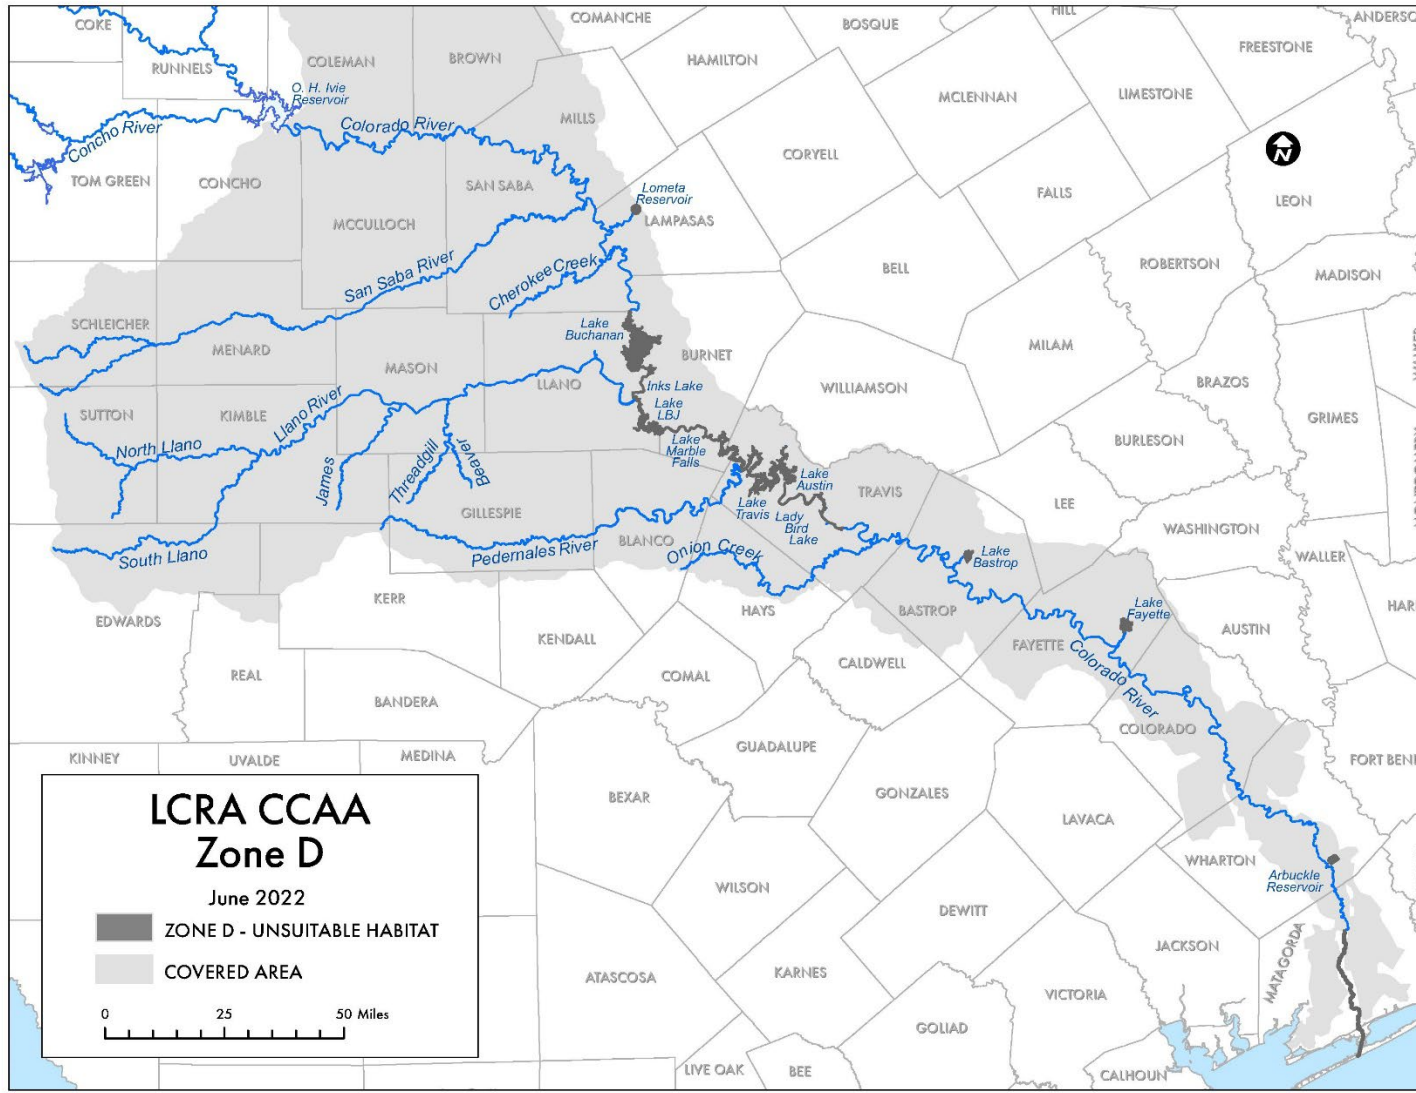 COKE
COMANCHE
BOSQUE
HILL
FREESTONE
RUNNELS
COLEMAN
BROWN
HAMILTON
LIMESTONE
MCLENNAN
O. H. Ivie
Reservoir
MILLS
Concho River
Colorado River
CORYELL
N
TOM GREEN
CONCHO
SAN SABA
Lometa
Reservoir
FALLS
LEON
MCCULLOCH
LAMPASAS
BELL
ROBERTSON
San Saba River
Cherokee Creek
MADISON
SCHLEICHER
Lake
Buchanan
MENARD
BURNET
MILAM
MASON
LLANO
WILLIAMSON
BRAZOS
Inks Lake
SUTTON
KIMBLE
Llano River
Lake
LBJ
GRIMES
North Llano
James
Threadgill
Beaver
Lake
Marble
Falls
BURLESON
Lake
Austin
TRAVIS
LEE
GILLESPIE
Lake
Travis
Lady
Bird
Lake
WASHINGTON
South Llano
Pedernales River
BLANCO
Onion Creek
Lake
Bastrop
WALLER
KERR
HAYS
BASTROP
Lake
Fayette
HAR
EDWARDS
KENDALL
FAYETTE
AUSTIN
CALDWELL
Colorado River
REAL
COMAL
BANDERA
COLORADO
GUADALUPE
KINNEY
UVALDE
MEDINA
FORT BEN
BEXAR
GONZALES
LAVACA
LCRA CCAA
Zone D
June 2022
ZONE D - UNSUITABLE HABITAT
COVERED AREA
0 25 50 Miles
WHARTON
Arbuckle
Reservoir
WILSON
DEWITT
JACKSON
MATAGORDA
ATASCOSA
KARNES
VICTORIA
GOLIAD
LIVE OAK
BEE
CALHOUN